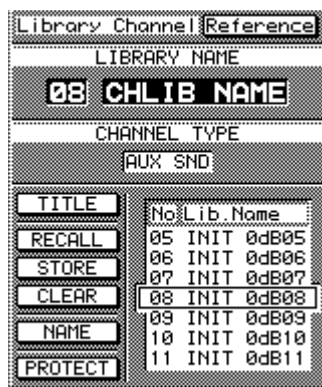 Library Channel Reference
LIBRARY NAME
08 CHLIB NAME
CHANNEL TYPE
AUX SND
TITLE
RECALL
STORE
CLEAR
NAME
PROTECT
No Lib.Name
05 INIT 0dB05
06 INIT 0dB06
07 INIT 0dB07
08 INIT 0dB08
09 INIT 0dB09
10 INIT 0dB10
11 INIT 0dB11